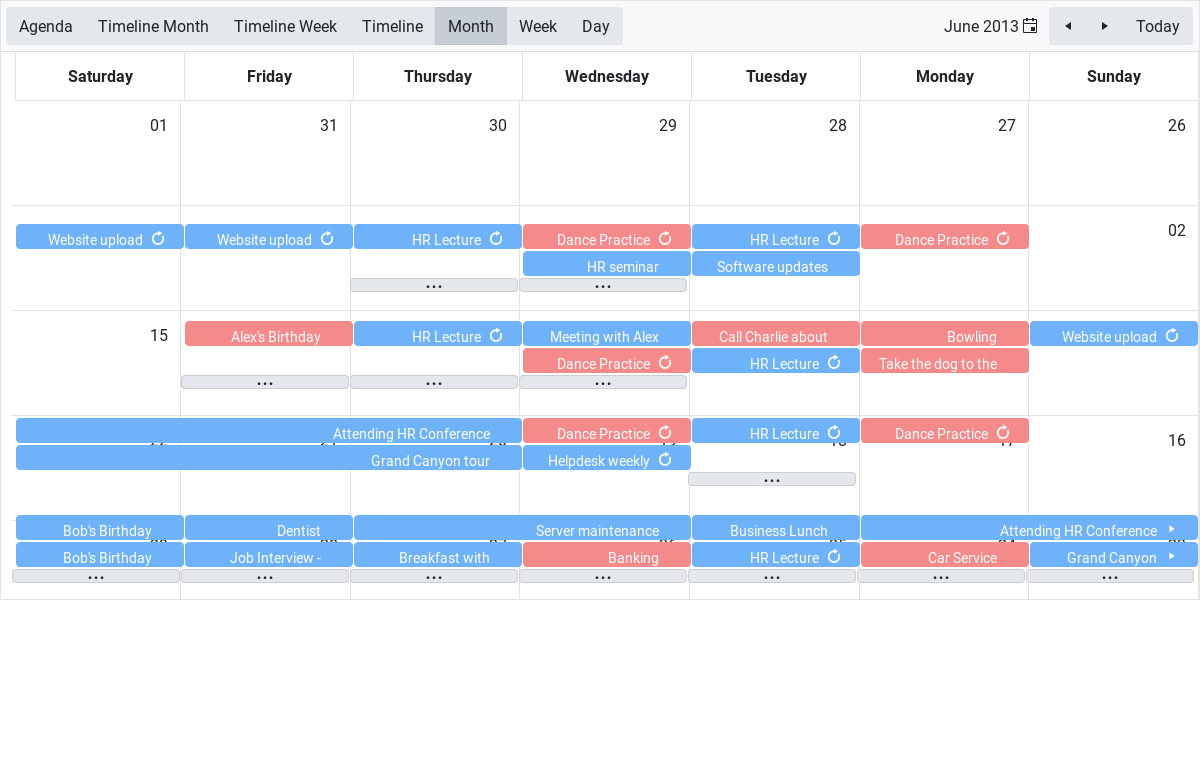 Agenda Timeline Month Timeline Week Timeline Month Week Day June 2013 Today
Saturday Friday Thursday Wednesday Tuesday Monday Sunday
01 31 30 29 28 27 26
02
Website upload Website upload HR Lecture Dance Practice HR Lecture Dance Practice
HR seminar Software updates
... ...
15
Alex's Birthday HR Lecture Meeting with Alex Call Charlie about Bowling Website upload
Dance Practice HR Lecture Take the dog to the
... ... ...
Attending HR Conference Dance Practice HR Lecture Dance Practice
16
Grand Canyon tour Helpdesk weekly
...
Bob's Birthday Dentist Server maintenance Business Lunch Attending HR Conference
Bob's Birthday Job Interview - Breakfast with Banking HR Lecture Car Service Grand Canyon
... ... ... ... ... ... ...